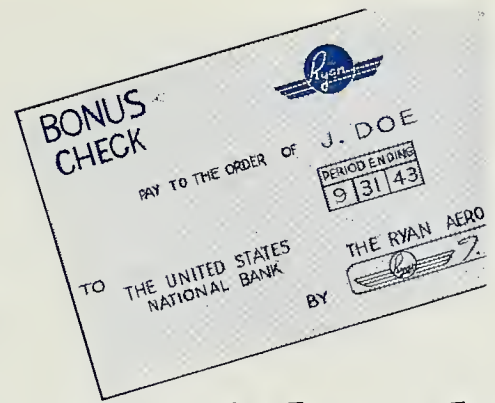 Ryan
BONUS
CHECK
PAY TO THE ORDER OF J. DOE
PERIOD ENDING
9 31 43
TO THE UNITED STATES
NATIONAL BANK
THE RYAN AERO
BY Ryan